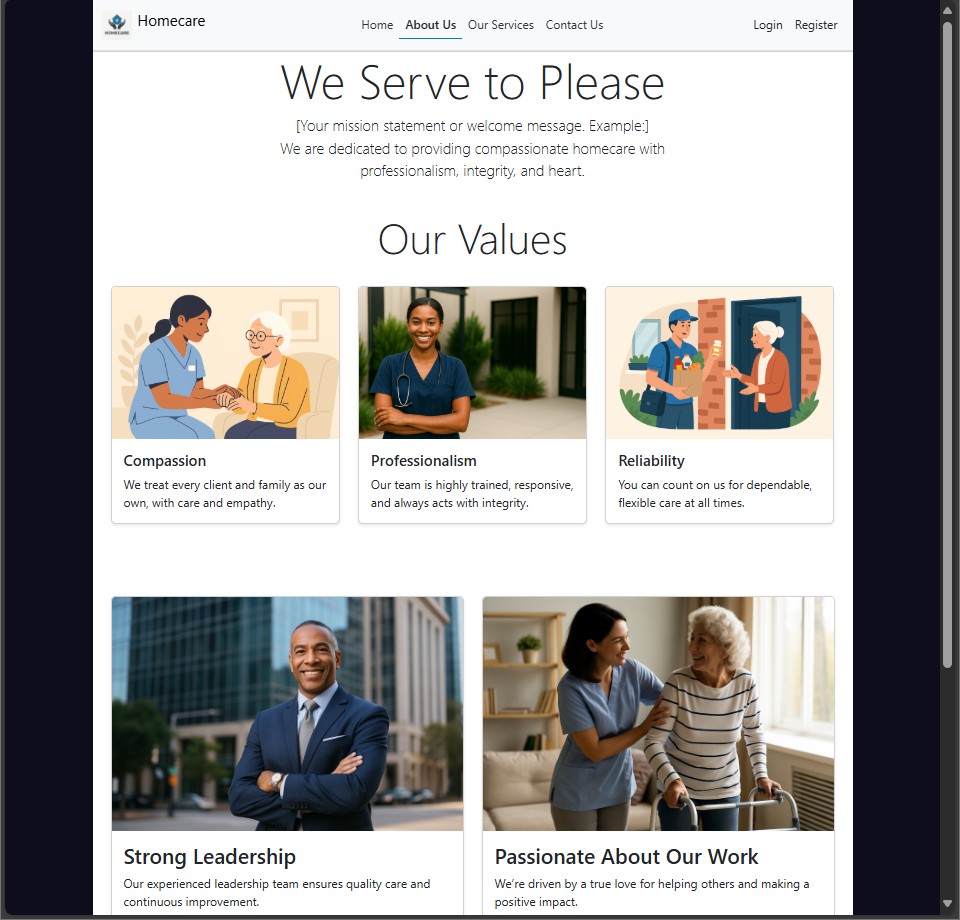 HOMECARE
Homecare
Home
About Us
Our Services
Contact Us
Login
Register
We Serve to Please
[Your mission statement or welcome message. Example:]
We are dedicated to providing compassionate homecare with
professionalism, integrity, and heart.
Our Values
Compassion
We treat every client and family as our
own, with care and empathy.
Professionalism
Our team is highly trained, responsive,
and always acts with integrity.
Reliability
You can count on us for dependable,
flexible care at all times.
Strong Leadership
Our experienced leadership team ensures quality care and
continuous improvement.
Passionate About Our Work
We’re driven by a true love for helping others and making a
positive impact.